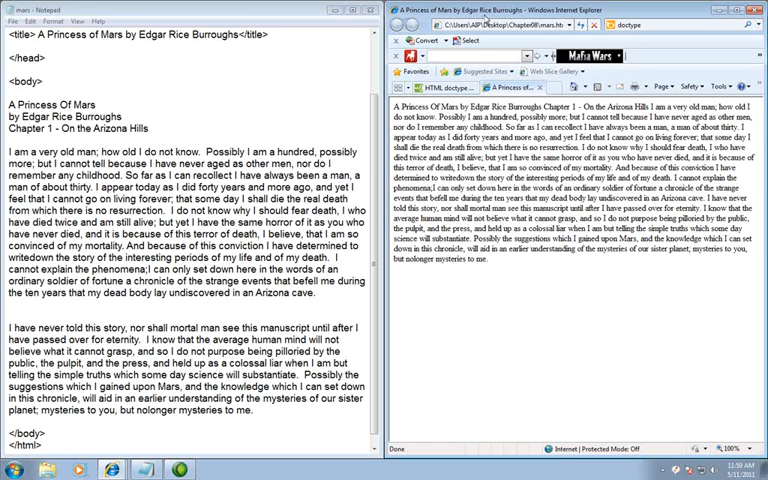 mars - Notepad
File Edit Format View Help
<title> A Princess of Mars by Edgar Rice Burroughs</title>
</head>
<body>
A Princess Of Mars
by Edgar Rice Burroughs
Chapter 1 - On the Arizona Hills
I am a very old man; how old I do not know.  Possibly I am a hundred, possibly
more; but I cannot tell because I have never aged as other men, nor do I
remember any childhood. So far as I can recollect I have always been a man, a
man of about thirty. I appear today as I did forty years and more ago, and yet I
feel that I cannot go on living forever; that some day I shall die the real death
from which there is no resurrection.  I do not know why I should fear death, I who
have died twice and am still alive; but yet I have the same horror of it as you who
have never died, and it is because of this terror of death, I believe, that I am so
convinced of my mortality. And because of this conviction I have determined to
writedown the story of the interesting periods of my life and of my death.  I
cannot explain the phenomena;I can only set down here in the words of an
ordinary soldier of fortune a chronicle of the strange events that befell me during
the ten years that my dead body lay undiscovered in an Arizona cave.
I have never told this story, nor shall mortal man see this manuscript until after I
have passed over for eternity.  I know that the average human mind will not
believe what it cannot grasp, and so I do not purpose being pilloried by the
public, the pulpit, and the press, and held up as a colossal liar when I am but
telling the simple truths which some day science will substantiate.  Possibly the
suggestions which I gained upon Mars, and the knowledge which I can set down
in this chronicle, will aid in an earlier understanding of the mysteries of our sister
planet; mysteries to you, but nolonger mysteries to me.
</body>
</html>
A Princess of Mars by Edgar Rice Burroughs - Windows Internet Explorer
C:\Users\AIP\Desktop\Chapter08\mars.ht
doctype
x Convert Select
x Mafia Wars
Favorites Suggested Sites Web Slice Gallery
HTML doctype... A Princess of... x Page Safety Tools
A Princess of Mars by Edgar Rice Burroughs Chapter 1 - On the Arizona Hills I am a very old man; how old I
do not know. Possibly I am a hundred, possibly more; but I cannot tell because I have never aged as other men,
nor do I remember any childhood. So far as I can recollect I have always been a man, a man of about thirty. I
appear today as I did forty years and more ago, and yet I feel that I cannot go on living forever; that some day I
shall die the real death from which there is no resurrection. I do not know why I should fear death, I who have
died twice and am still alive; but yet I have the same horror of it as you who have never died, and it is because of
this terror of death, I believe, that I am so convinced of my mortality. And because of this conviction I have
determined to writedown the story of the interesting periods of my life and of my death. I cannot explain the
phenomena;I can only set down here in the words of an ordinary soldier of fortune a chronicle of the strange
events that befell me during the ten years that my dead body lay undiscovered in an Arizona cave. I have never
told this story, nor shall mortal man see this manuscript until after I have passed over for eternity. I know that the
average human mind will not believe what it cannot grasp, and so I do not purpose being pilloried by the public,
the pulpit, and the press, and held up as a colossal liar when I am but telling the simple truths which some day
science will substantiate. Possibly the suggestions which I gained upon Mars, and the knowledge which I can set
down in this chronicle, will aid in an earlier understanding of the mysteries of our sister planet; mysteries to you,
but nolonger mysteries to me.
Done Internet | Protected Mode: Off 100%
11:59 AM
5/11/2011